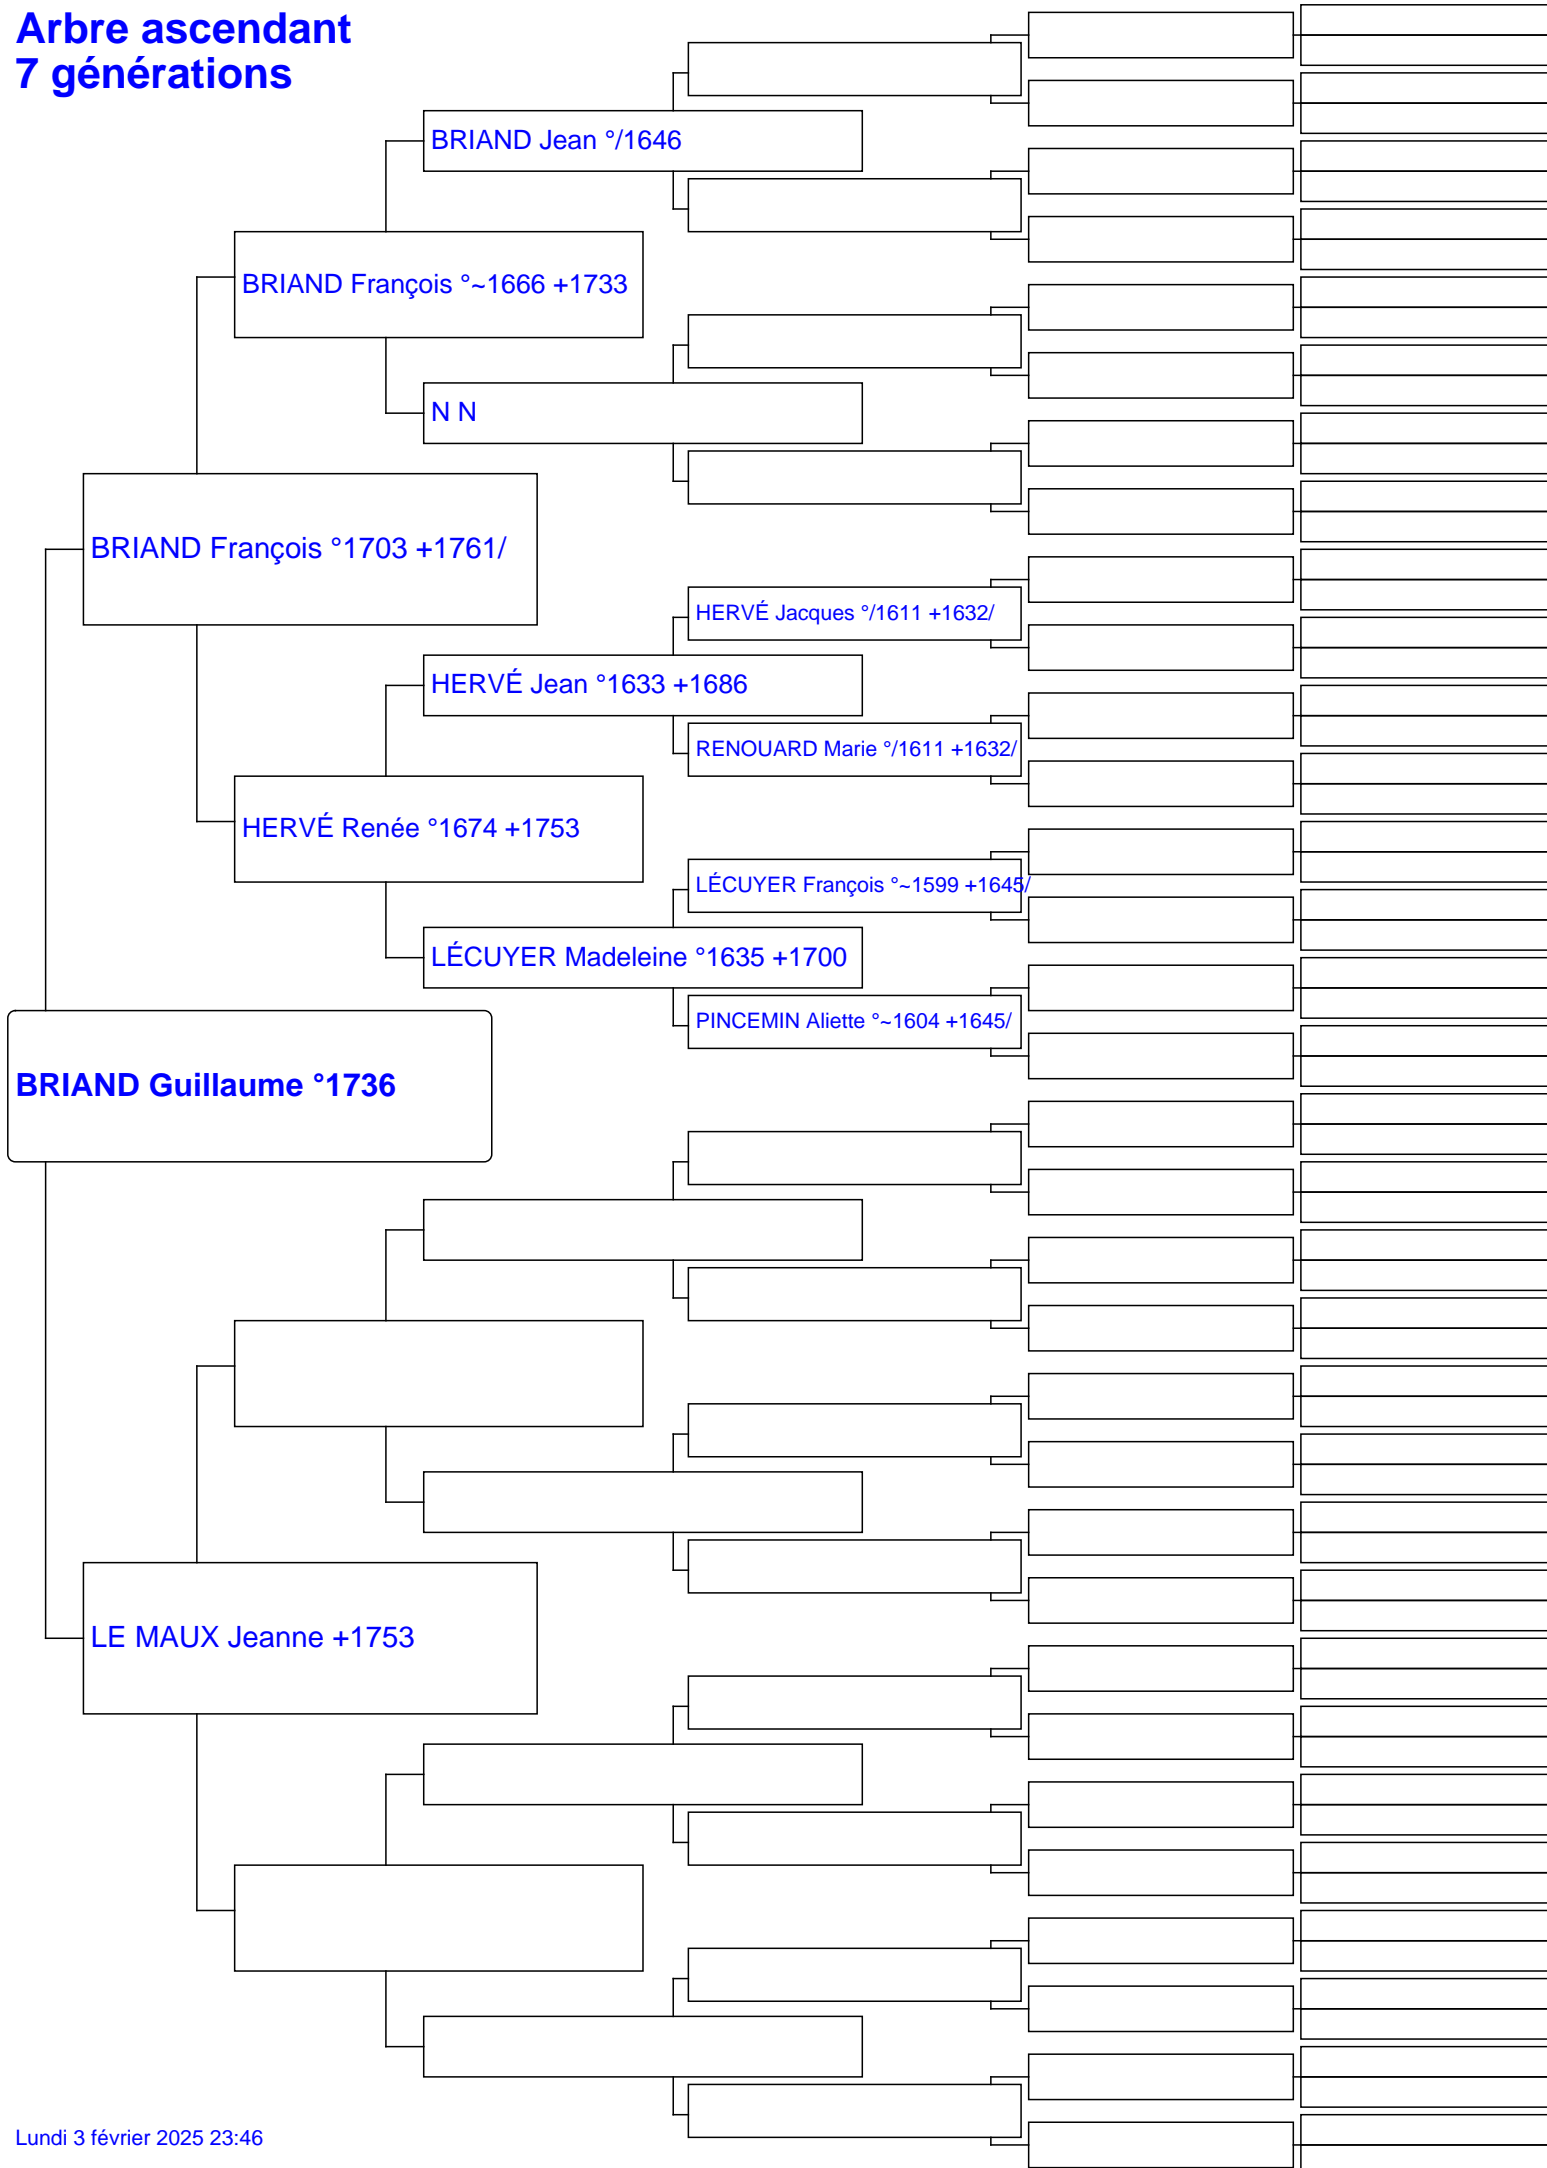 Arbre ascendant
7 générations
BRIAND Jean °/1646
BRIAND François °~1666 +1733
N N
BRIAND François °1703 +1761/
HERVÉ Jacques °/1611 +1632/
HERVÉ Jean °1633 +1686
RENOUARD Marie °/1611 +1632/
HERVÉ Renée °1674 +1753
LÉCUYER François °~1599 +1645/
LÉCUYER Madeleine °1635 +1700
PINCEMIN Aliette °~1604 +1645/
BRIAND Guillaume °1736
LE MAUX Jeanne +1753
Lundi 3 février 2025 23:46